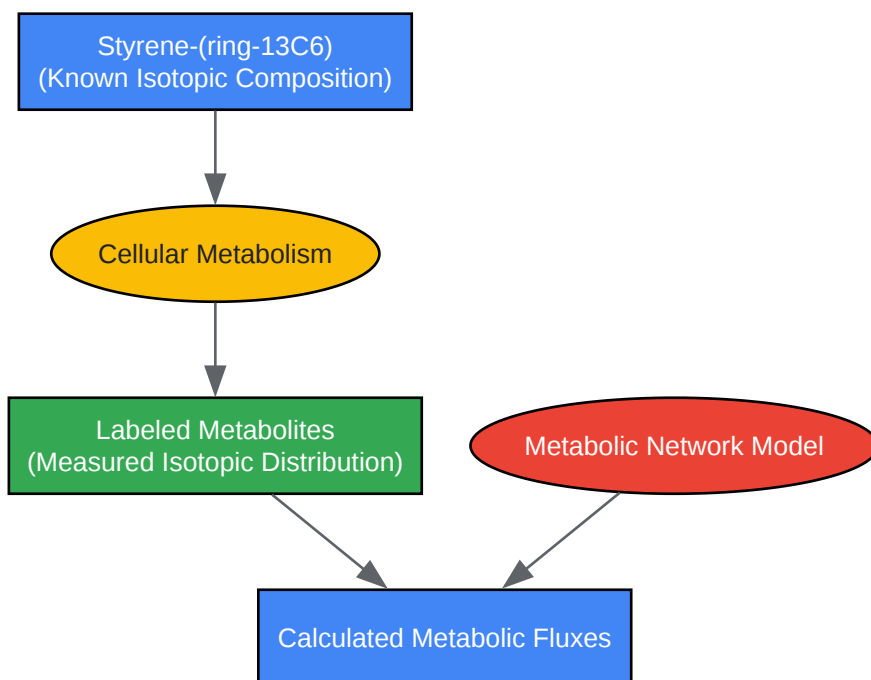 Styrene-(ring-13C6)
(Known Isotopic Composition)
Cellular Metabolism
Labeled Metabolites
(Measured Isotopic Distribution)
Metabolic Network Model
Calculated Metabolic Fluxes